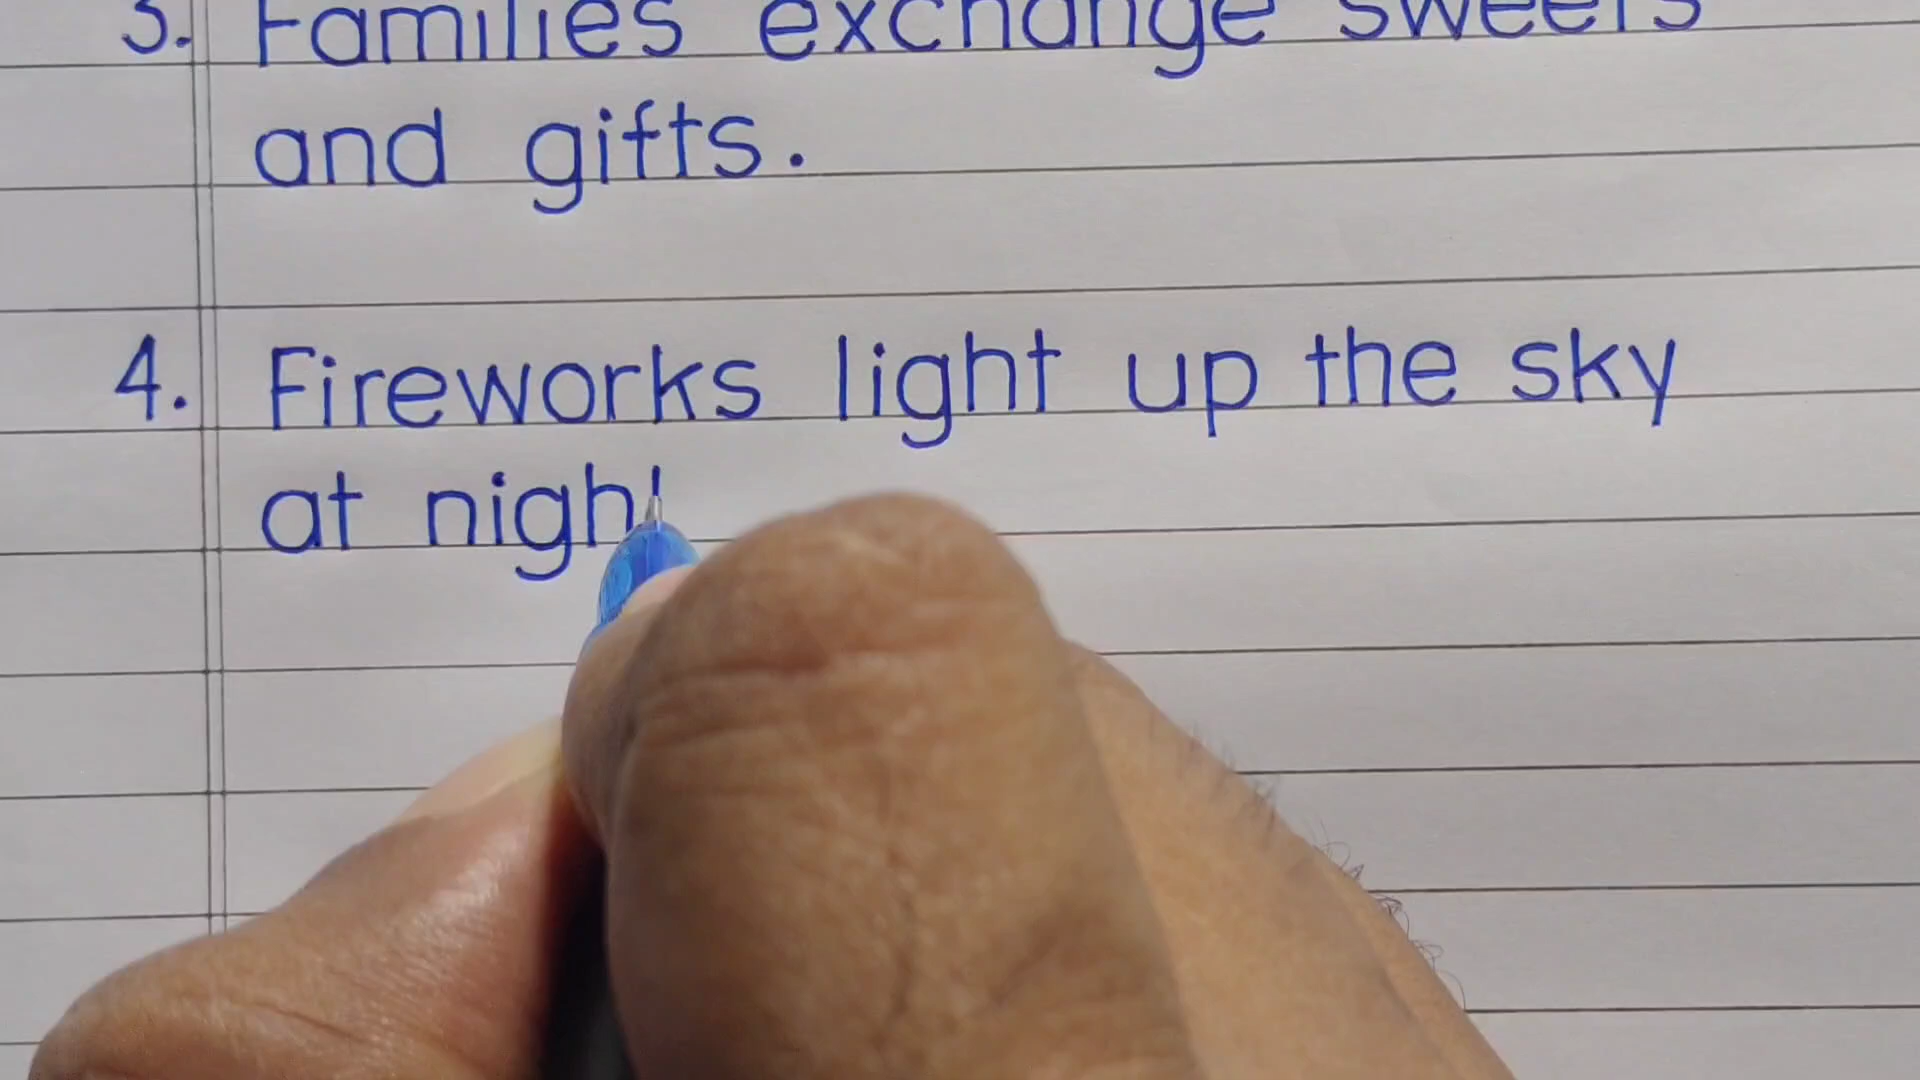 3. Families exchange sweets
and gifts.
4. Fireworks light up the sky
at nigh